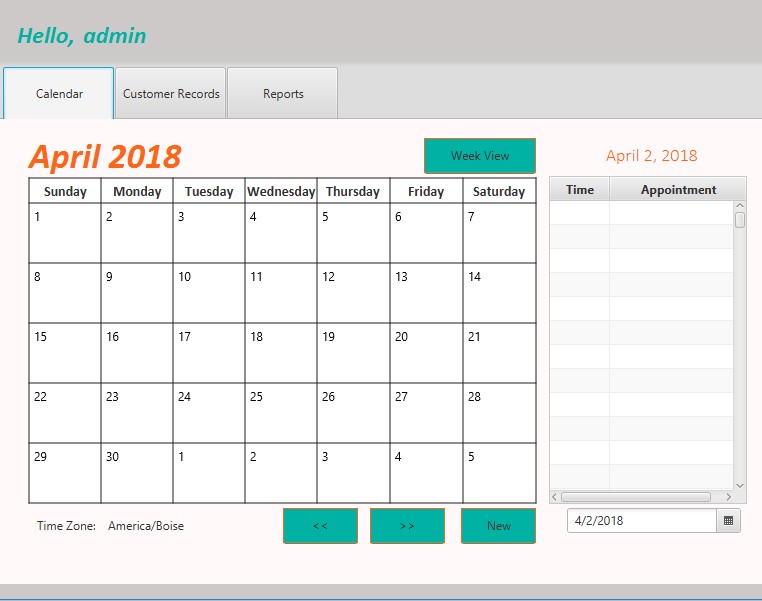 Hello, admin
Calendar Customer Records Reports
April 2018 Week View April 2, 2018
Sunday Monday Tuesday Wednesday Thursday Friday Saturday Time Appointment
1 2 3 4 5 6 7
8 9 10 11 12 13 14
15 16 17 18 19 20 21
22 23 24 25 26 27 28
29 30 1 2 3 4 5
Time Zone: America/Boise << >> New 4/2/2018